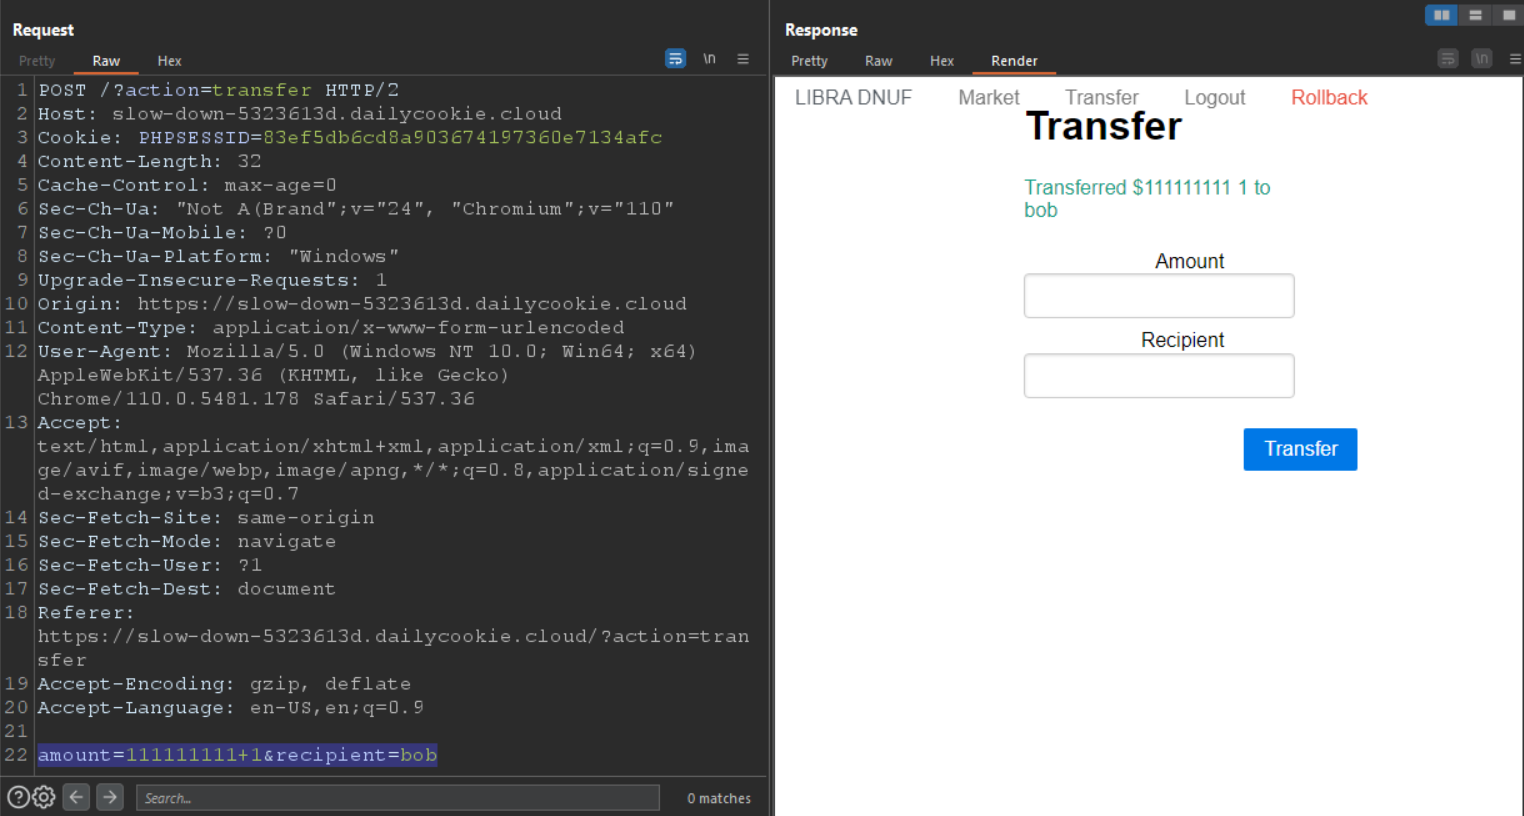 Request
Pretty Raw Hex
\n
1 POST /?action=transfer HTTP/2
2 Host: slow-down-5323613d.dailycookie.cloud
3 Cookie: PHPSESSID=83ef5db6cd8a903674197360e7134afc
4 Content-Length: 32
5 Cache-Control: max-age=0
6 Sec-Ch-Ua: "Not A(Brand";v="24", "Chromium";v="110"
7 Sec-Ch-Ua-Mobile: ?0
8 Sec-Ch-Ua-Platform: "Windows"
9 Upgrade-Insecure-Requests: 1
10 Origin: https://slow-down-5323613d.dailycookie.cloud
11 Content-Type: application/x-www-form-urlencoded
12 User-Agent: Mozilla/5.0 (Windows NT 10.0; Win64; x64)
AppleWebKit/537.36 (KHTML, like Gecko)
Chrome/110.0.5481.178 Safari/537.36
13 Accept:
text/html,application/xhtml+xml,application/xml;q=0.9,ima
ge/avif,image/webp,image/apng,*/*;q=0.8,application/signe
d-exchange;v=b3;q=0.7
14 Sec-Fetch-Site: same-origin
15 Sec-Fetch-Mode: navigate
16 Sec-Fetch-User: ?1
17 Sec-Fetch-Dest: document
18 Referer:
https://slow-down-5323613d.dailycookie.cloud/?action=tran
sfer
19 Accept-Encoding: gzip, deflate
20 Accept-Language: en-US,en;q=0.9
21
22 amount=111111111+1&recipient=bob
? Search... 0 matches
Response
Pretty Raw Hex Render
\n
LIBRA DNUF Market Transfer Logout Rollback
Transfer
Transferred $111111111 1 to
bob
Amount
Recipient
Transfer